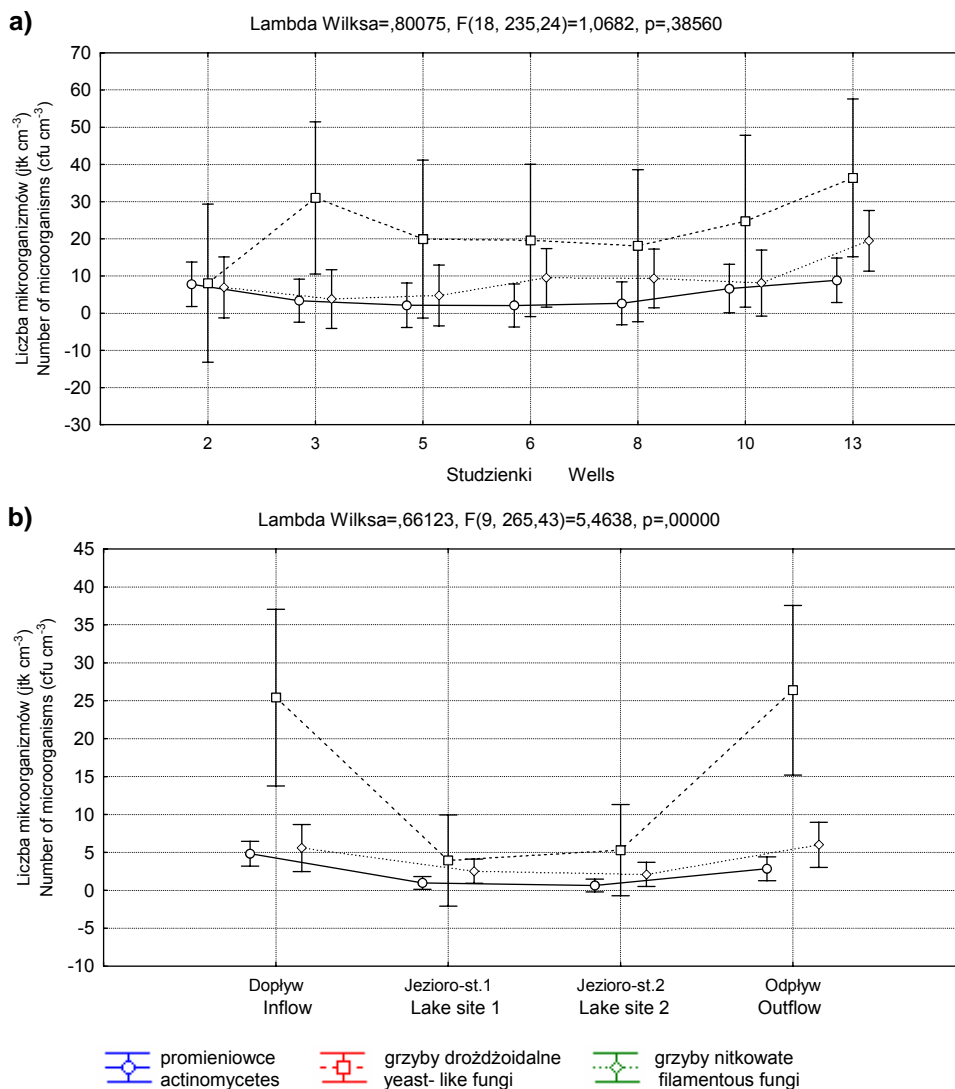 a)
Lambda Wilksa=,80075, F(18, 235,24)=1,0682, p=,38560
Liczba mikroorganizmów (jtk cm-3)
Number of microorganisms (cfu cm-3)
70
60
50
40
30
20
10
0
-10
-20
-30
2 3 5 6 8 10 13
Studzienki Wells
b)
Lambda Wilksa=,66123, F(9, 265,43)=5,4638, p=,00000
Liczba mikroorganizmów (jtk cm-3)
Number of microorganisms (cfu cm-3)
45
40
35
30
25
20
15
10
5
0
-5
-10
Dopływ Jezioro-st.1 Jezioro-st.2 Odpływ
Inflow Lake site 1 Lake site 2 Outflow
promieniowce grzyby drożdżoidalne grzyby nitkowate
actinomycetes yeast- like fungi filamentous fungi